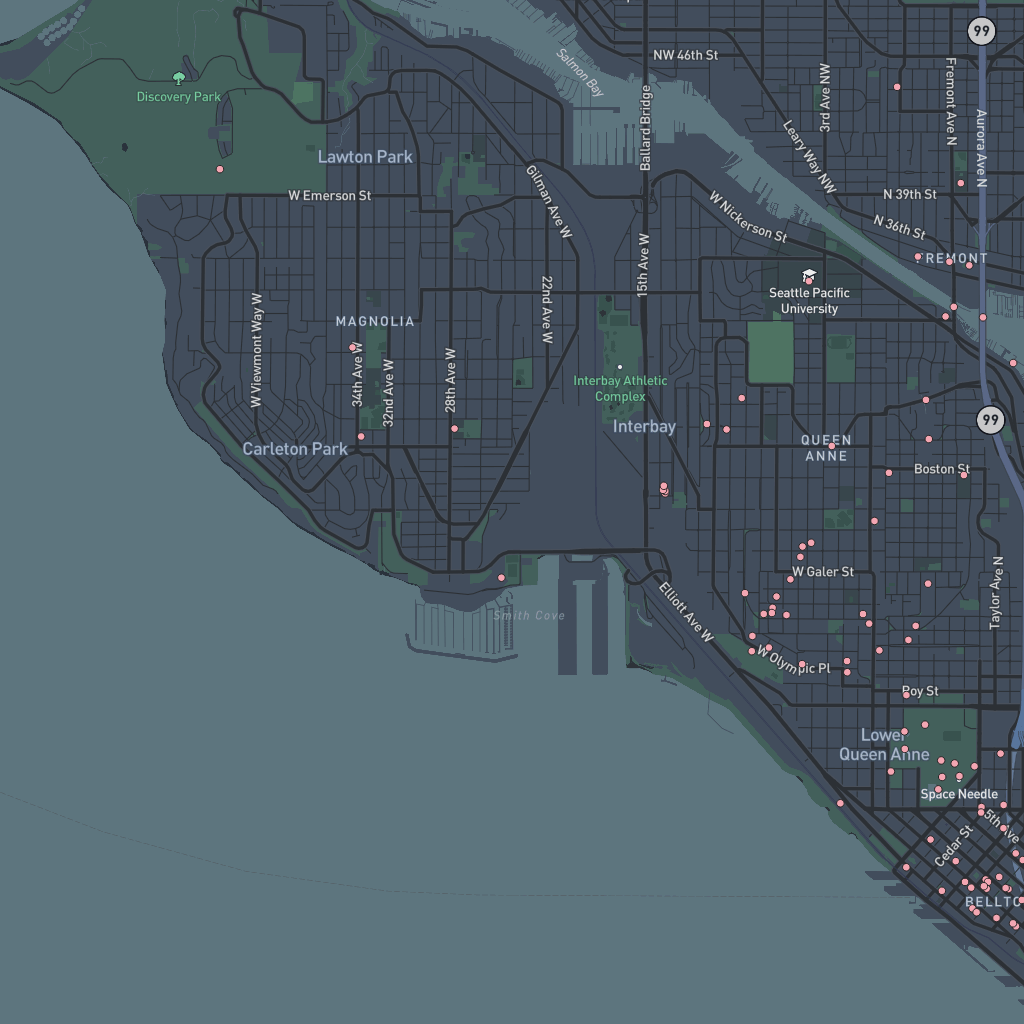 99
NW 46th St
Salmon Bay
Ballard Bridge
3rd Ave NW
Fremont Ave N
Aurora Ave N
Discovery Park
Lawton Park
Leary Way NW
W Emerson St
Gilman Ave W
N 39th St
W Nickerson St
N 36th St
FREMONT
15th Ave W
Seattle Pacific
University
22nd Ave W
W Viewmont Way W
MAGNOLIA
34th Ave W
32nd Ave W
28th Ave W
Interbay Athletic
Complex
Interbay
99
QUEEN
ANNE
Carleton Park
Boston St
W Galer St
Taylor Ave N
Elliott Ave W
Smith Cove
W Olympic Pl
Roy St
Lower
Queen Anne
Space Needle
5th Ave
Cedar St
BELLTO